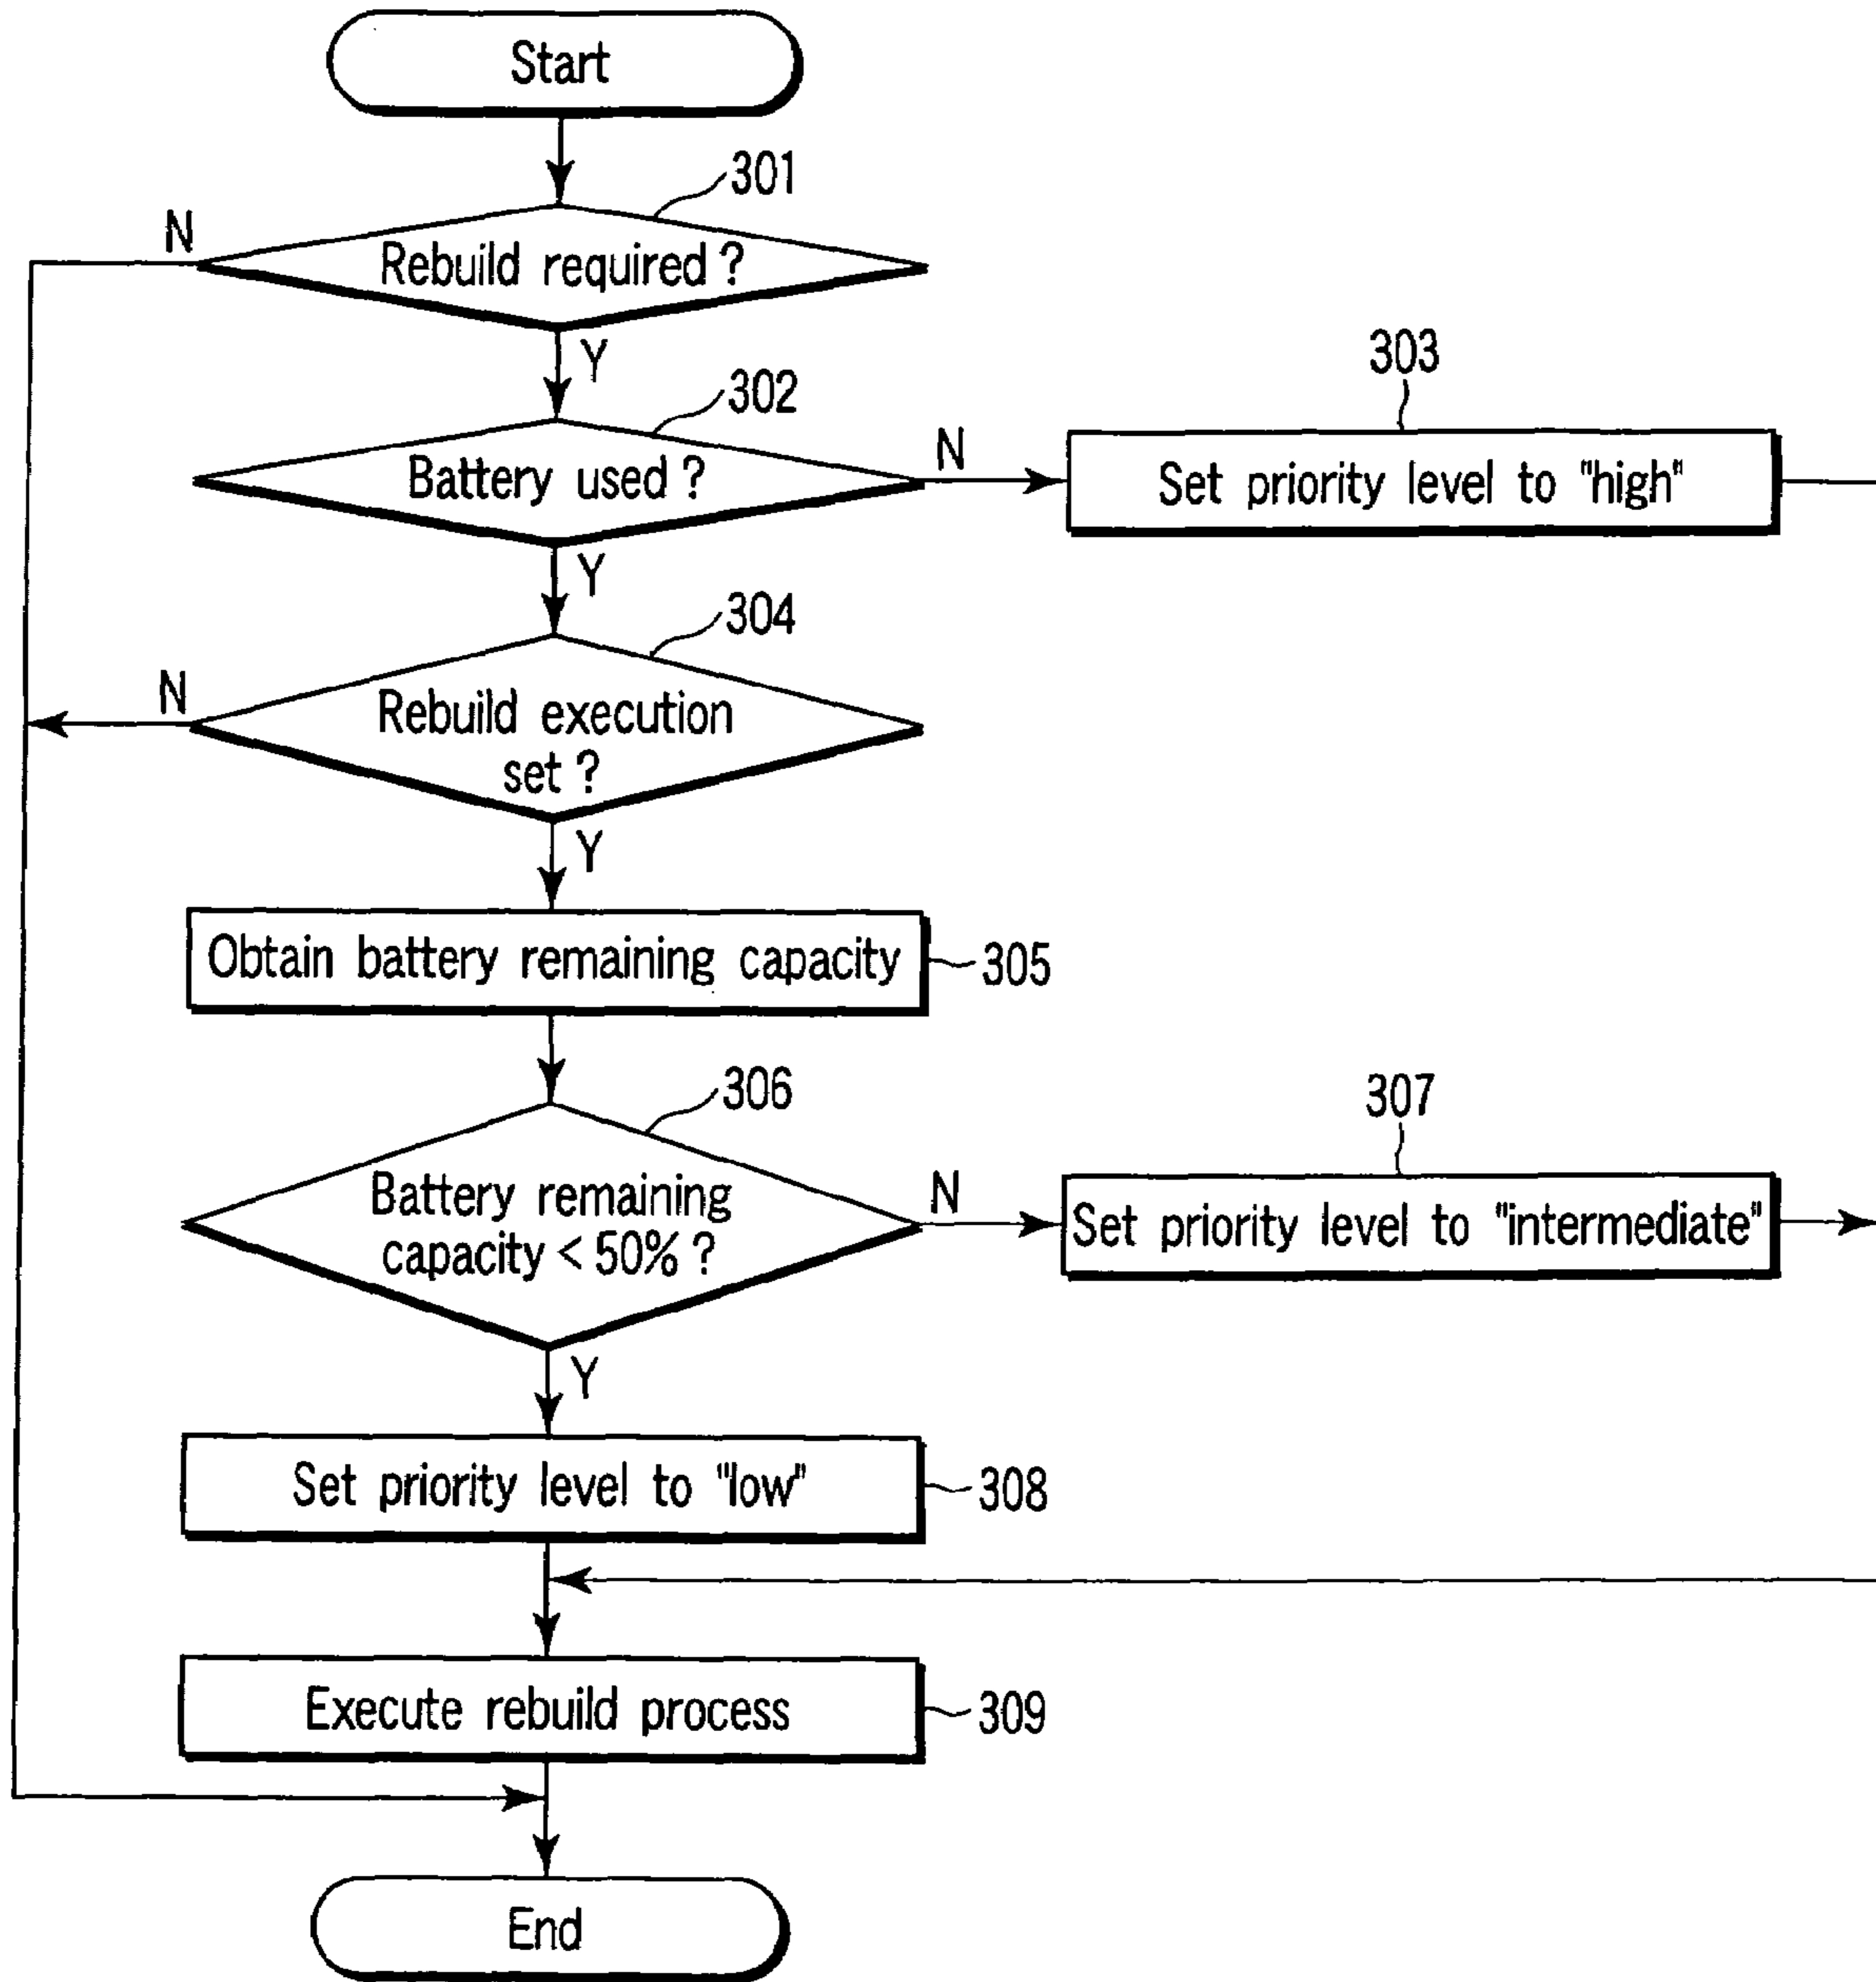 Start
301
N
Rebuild required ?
Y
302
303
Battery used ?
N
Set priority level to "high"
Y
304
N
Rebuild execution
set ?
Y
Obtain battery remaining capacity
305
306
307
Battery remaining
capacity < 50% ?
N
Set priority level to "intermediate"
Y
Set priority level to "low"
308
Execute rebuild process
309
End